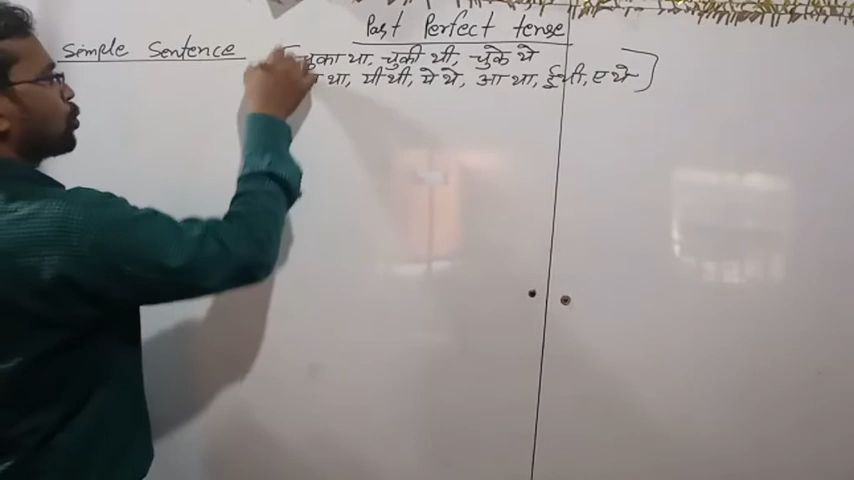 Past Perfect tense
Simple Sentence
[चुका था, चुकी थी, चुके थे
था, यी थी, ये थे, आ था, ई थी, ए थे]